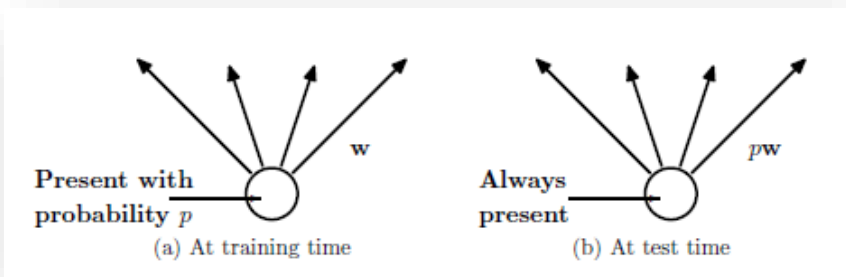 w
Present with
probability p
(a) At training time
pw
Always
present
(b) At test time